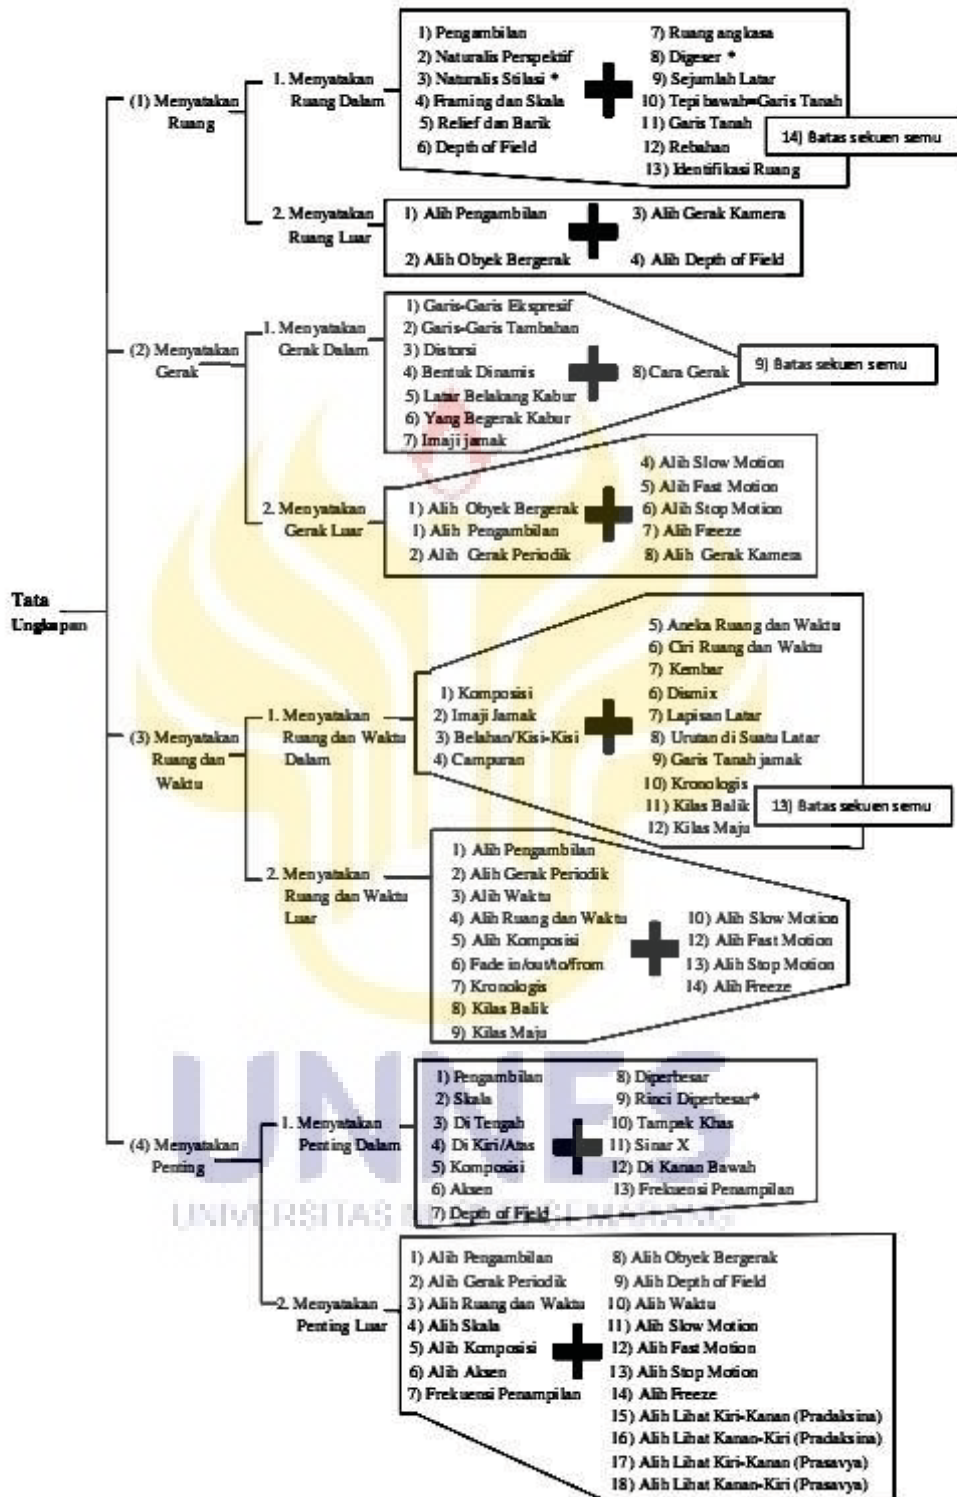 Tata
Ungkapan
(1) Menyatakan
Ruang
1. Menyatakan
Ruang Dalam
1) Pengambilan
2) Naturalis Perspektif
3) Naturalis Stilasi *
4) Framing dan Skala
5) Relief dan Barik
6) Depth of Field
7) Ruang angkasa
8) Digeser *
9) Sejumlah Latar
10) Tepi bawah=Garis Tanah
11) Garis Tanah
12) Rebahan
13) Identifikasi Ruang
14) Batas sekuen semu
2. Menyatakan
Ruang Luar
1) Alih Pengambilan
2) Alih Obyek Bergerak
3) Alih Gerak Kamera
4) Alih Depth of Field
(2) Menyatakan
Gerak
1. Menyatakan
Gerak Dalam
1) Garis-Garis Ekspresif
2) Garis-Garis Tambahan
3) Distorsi
4) Bentuk Dinamis
5) Latar Belakang Kabur
6) Yang Begerak Kabur
7) Imaji jamak
8) Cara Gerak
9) Batas sekuen semu
2. Menyatakan
Gerak Luar
1) Alih Obyek Bergerak
1) Alih Pengambilan
2) Alih Gerak Periodik
4) Alih Slow Motion
5) Alih Fast Motion
6) Alih Stop Motion
7) Alih Freeze
8) Alih Gerak Kamera
(3) Menyatakan
Ruang dan
Waktu
1. Menyatakan
Ruang dan Waktu
Dalam
1) Komposisi
2) Imaji Jamak
3) Belahan/Kisi-Kisi
4) Campuran
5) Aneka Ruang dan Waktu
6) Ciri Ruang dan Waktu
7) Kembar
6) Dismix
7) Lapisan Latar
8) Urutan di Suatu Latar
9) Garis Tanah jamak
10) Kronologis
11) Kilas Balik
12) Kilas Maju
13) Batas sekuen semu
2. Menyatakan
Ruang dan Waktu
Luar
1) Alih Pengambilan
2) Alih Gerak Periodik
3) Alih Waktu
4) Alih Ruang dan Waktu
5) Alih Komposisi
6) Fade in/out/to/from
7) Kronologis
8) Kilas Balik
9) Kilas Maju
10) Alih Slow Motion
12) Alih Fast Motion
13) Alih Stop Motion
14) Alih Freeze
(4) Menyatakan
Penting
1. Menyatakan
Penting Dalam
1) Pengambilan
2) Skala
3) Di Tengah
4) Di Kiri/Atas
5) Komposisi
6) Aksen
7) Depth of Field
8) Diperbesar
9) Rinci Diperbesar*
10) Tampek Khas
11) Sinar X
12) Di Kanan Bawah
13) Frekuensi Penampilan
2. Menyatakan
Penting Luar
1) Alih Pengambilan
2) Alih Gerak Periodik
3) Alih Ruang dan Waktu
4) Alih Skala
5) Alih Komposisi
6) Alih Aksen
7) Frekuensi Penampilan
8) Alih Obyek Bergerak
9) Alih Depth of Field
10) Alih Waktu
11) Alih Slow Motion
12) Alih Fast Motion
13) Alih Stop Motion
14) Alih Freeze
15) Alih Lihat Kiri-Kanan (Pradaksina)
16) Alih Lihat Kanan-Kiri (Pradaksina)
17) Alih Lihat Kiri-Kanan (Prasavya)
18) Alih Lihat Kanan-Kiri (Prasavya)
UNNES
UNIVERSITAS SEMARANG